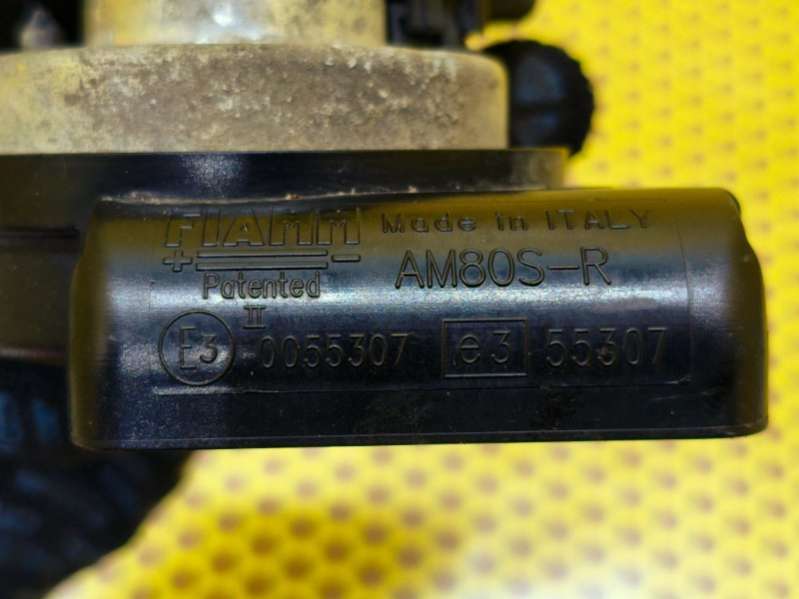 FIAMM Made in ITALY
+ -
AM80S-R
Patented
II
E3 .0055307 e3 55307